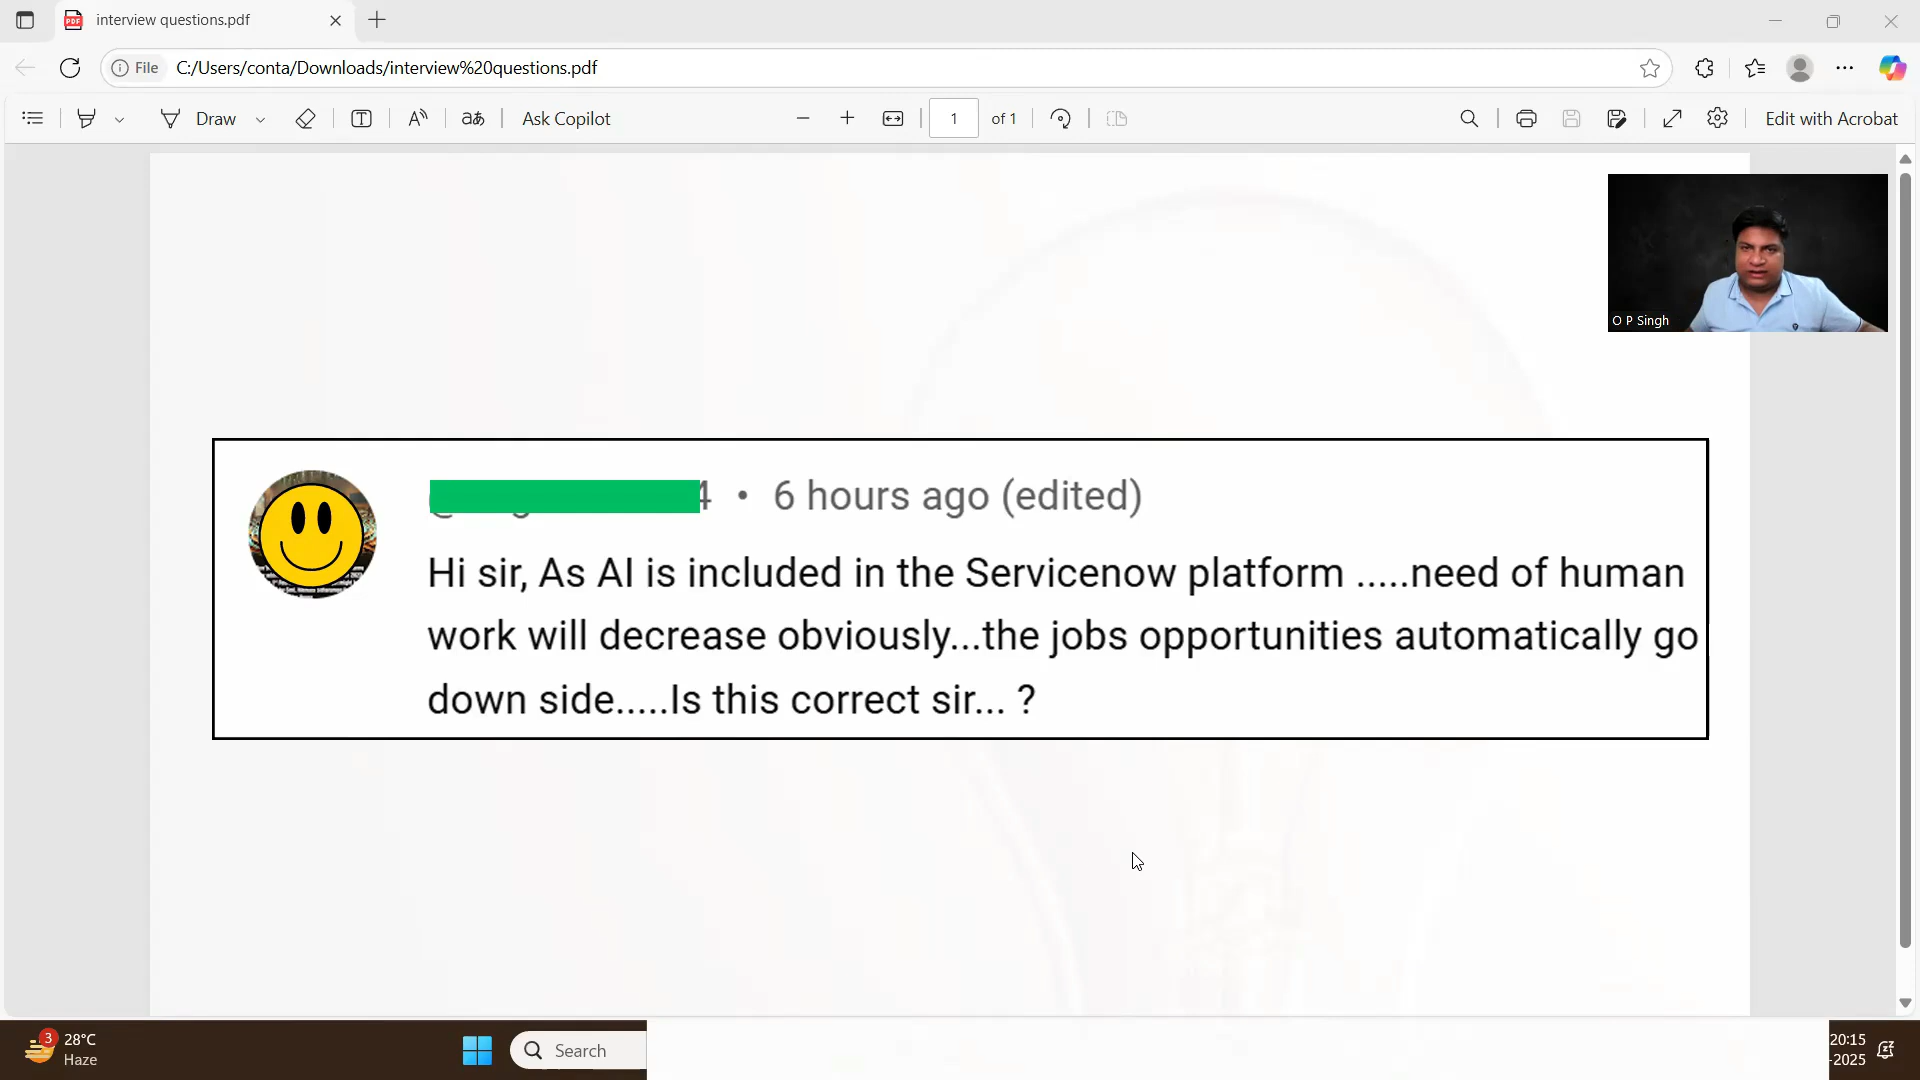 interview questions.pdf
File C:/Users/conta/Downloads/interview%20questions.pdf
Draw
Ask Copilot
1 of 1
Edit with Acrobat
O P Singh
4 • 6 hours ago (edited)
Hi sir, As AI is included in the Servicenow platform .....need of human
work will decrease obviously...the jobs opportunities automatically go
down side.....Is this correct sir... ?
3
28°C
Haze
Search
20:15
-2025